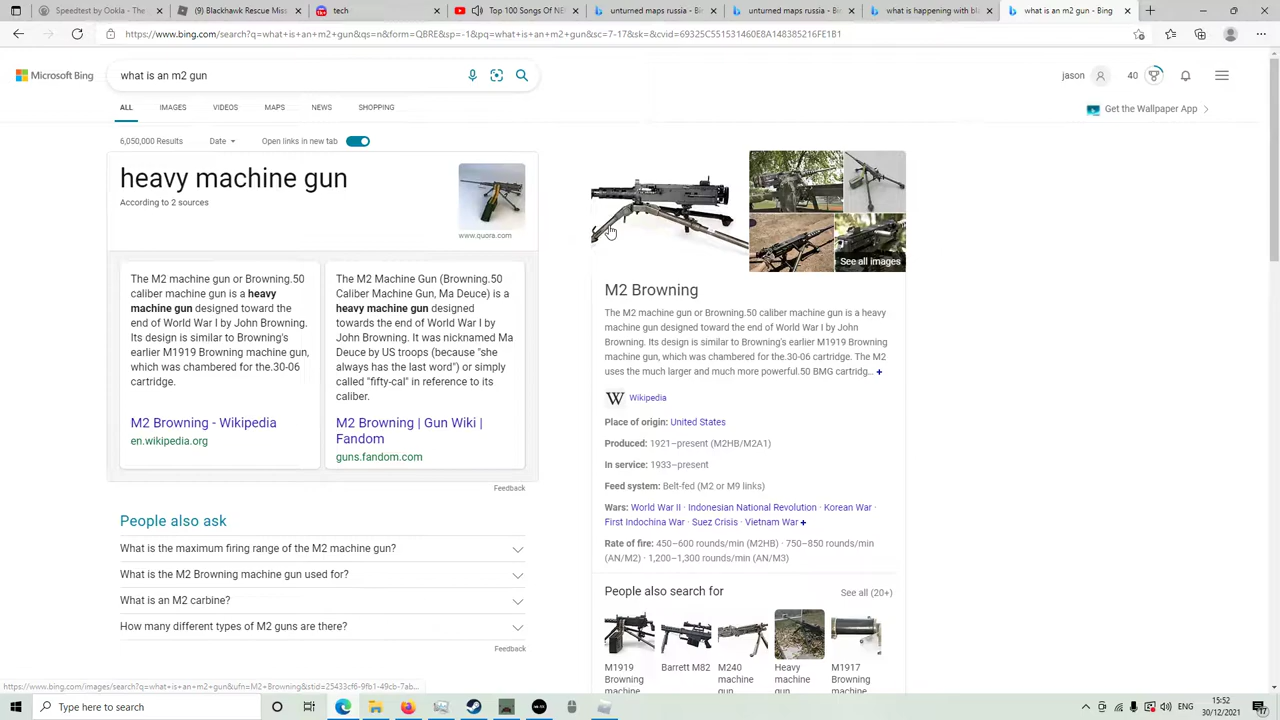 Speedtest by Ookla - The
Amazon
Top 100 Songs Of NE
what is happening with bla
what is an m2 gun - Bing
https://www.bing.com/search?q=what+is+an+m2+gun&qs=n&form=QBRE&sp=-1&pq=what+is+an+m2+gun&sc=7-17&sk=&cvid=69325C551531460E8A148385216FE1B1
Microsoft Bing
what is an m2 gun
jason
40
ALL
IMAGES
VIDEOS
MAPS
NEWS
SHOPPING
Get the Wallpaper App
6,050,000 Results
Date
Open links in new tab
heavy machine gun
According to 2 sources
www.quora.com
The M2 machine gun or Browning.50
caliber machine gun is a heavy
machine gun designed toward the
end of World War I by John Browning.
Its design is similar to Browning's
earlier M1919 Browning machine gun,
which was chambered for the.30-06
cartridge.
M2 Browning - Wikipedia
en.wikipedia.org
The M2 Machine Gun (Browning.50
Caliber Machine Gun, Ma Deuce) is a
heavy machine gun designed
towards the end of World War I by
John Browning. It was nicknamed Ma
Deuce by US troops (because "she
always has the last word") or simply
called "fifty-cal" in reference to its
caliber.
M2 Browning | Gun Wiki |
Fandom
guns.fandom.com
Feedback
People also ask
What is the maximum firing range of the M2 machine gun?
What is the M2 Browning machine gun used for?
What is an M2 carbine?
How many different types of M2 guns are there?
Feedback
See all images
M2 Browning
The M2 machine gun or Browning.50 caliber machine gun is a heavy
machine gun designed toward the end of World War I by John
Browning. Its design is similar to Browning's earlier M1919 Browning
machine gun, which was chambered for the.30-06 cartridge. The M2
uses the much larger and much more powerful.50 BMG cartridg… +
W Wikipedia
Place of origin: United States
Produced: 1921–present (M2HB/M2A1)
In service: 1933–present
Feed system: Belt-fed (M2 or M9 links)
Wars: World War II · Indonesian National Revolution · Korean War ·
First Indochina War · Suez Crisis · Vietnam War +
Rate of fire: 450–600 rounds/min (M2HB) · 750–850 rounds/min
(AN/M2) · 1,200–1,300 rounds/min (AN/M3)
People also search for
See all (20+)
M1919
Browning
machine
Barrett M82
M240
machine
gun
Heavy
machine
gun
M1917
Browning
machine
https://www.bing.com/images/search?q=what+is+an+m2+gun&ufn=M2+Browning&stid=25433cf6-9fb1-49cb-7ab...
Type here to search
ENG
15:52
30/12/2021